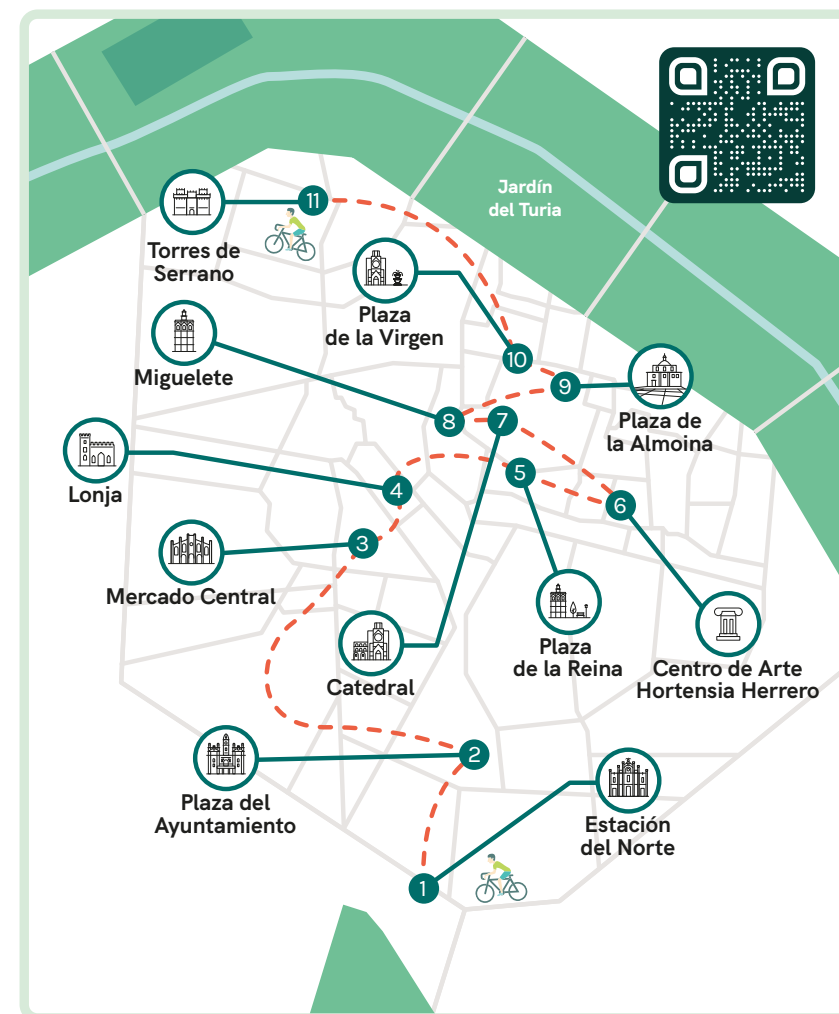 Jardín
del Turia
11
Torres de
Serrano
Plaza
de la Virgen
10
Miguelete
9
Plaza de
la Almoina
8
7
Lonja
5
4
6
3
Mercado Central
Plaza
de la Reina
Centro de Arte
Hortensia Herrero
Catedral
2
Plaza del
Ayuntamiento
Estación
del Norte
1